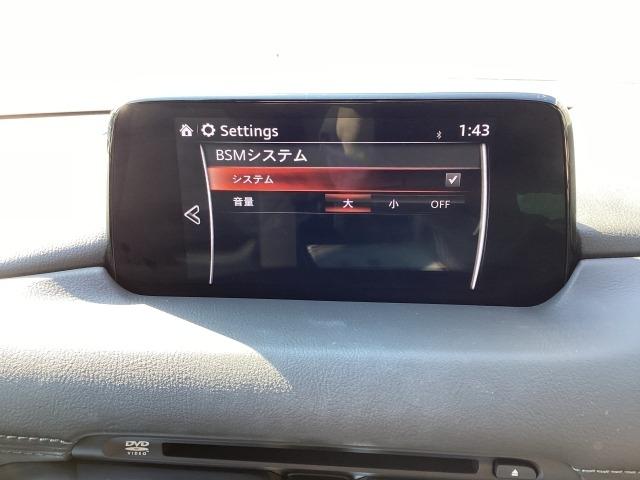 Settings 1:43
BSMシステム
システム
音量 大 小 OFF
DVD
VIDEO